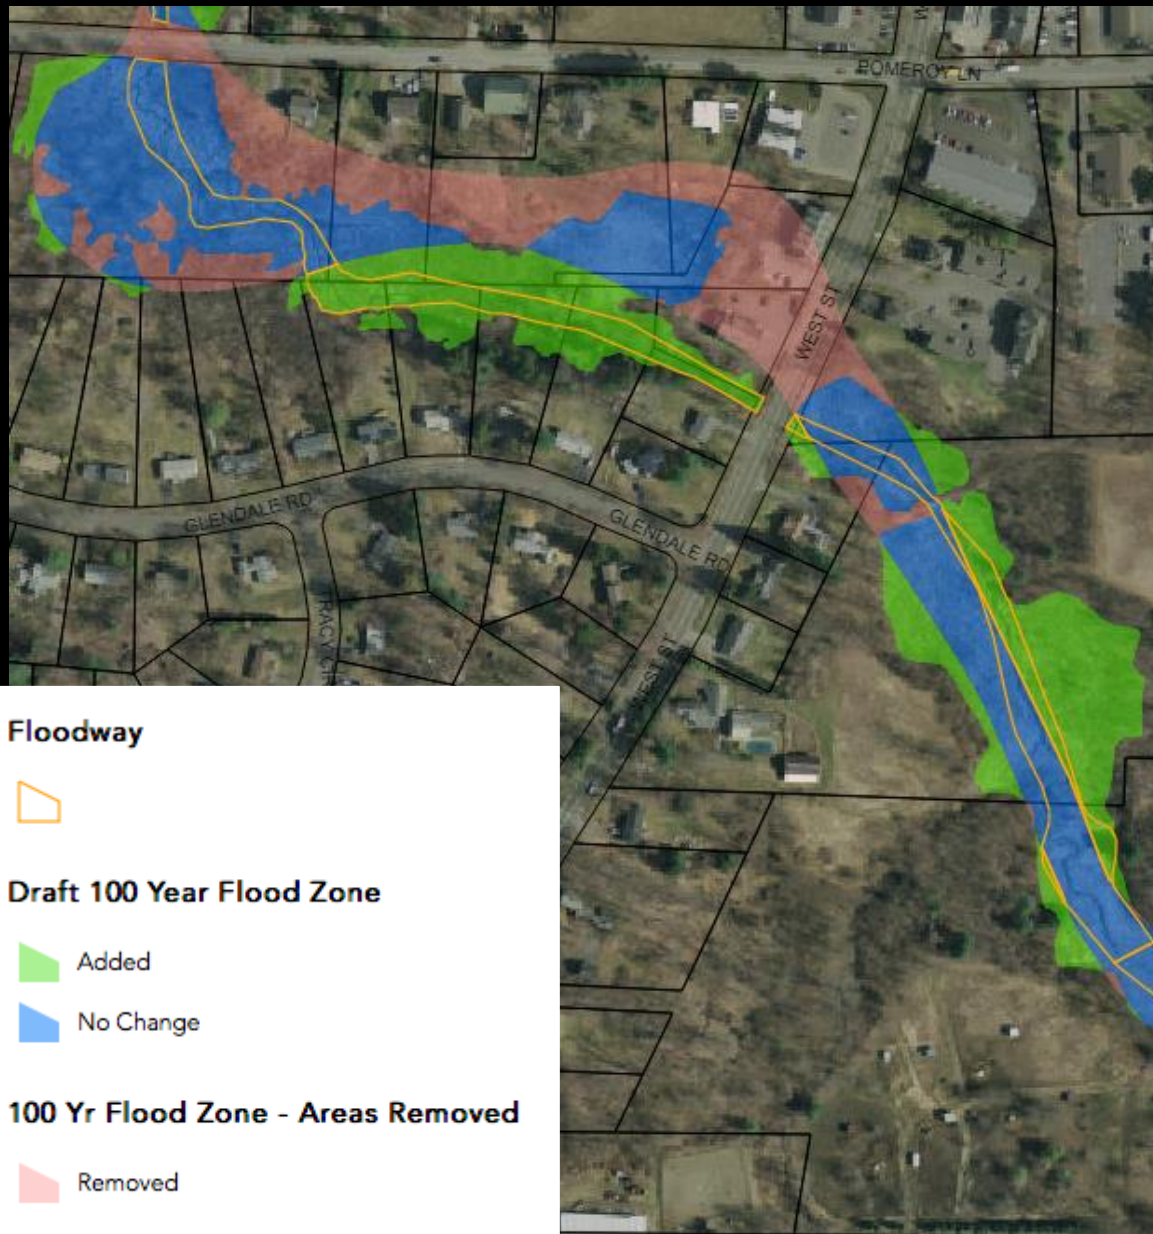 POMEROY LN
WEST ST
GLENDALE RD
GLENDALE RD
WEST ST
Floodway
Draft 100 Year Flood Zone
Added
No Change
100 Yr Flood Zone - Areas Removed
Removed